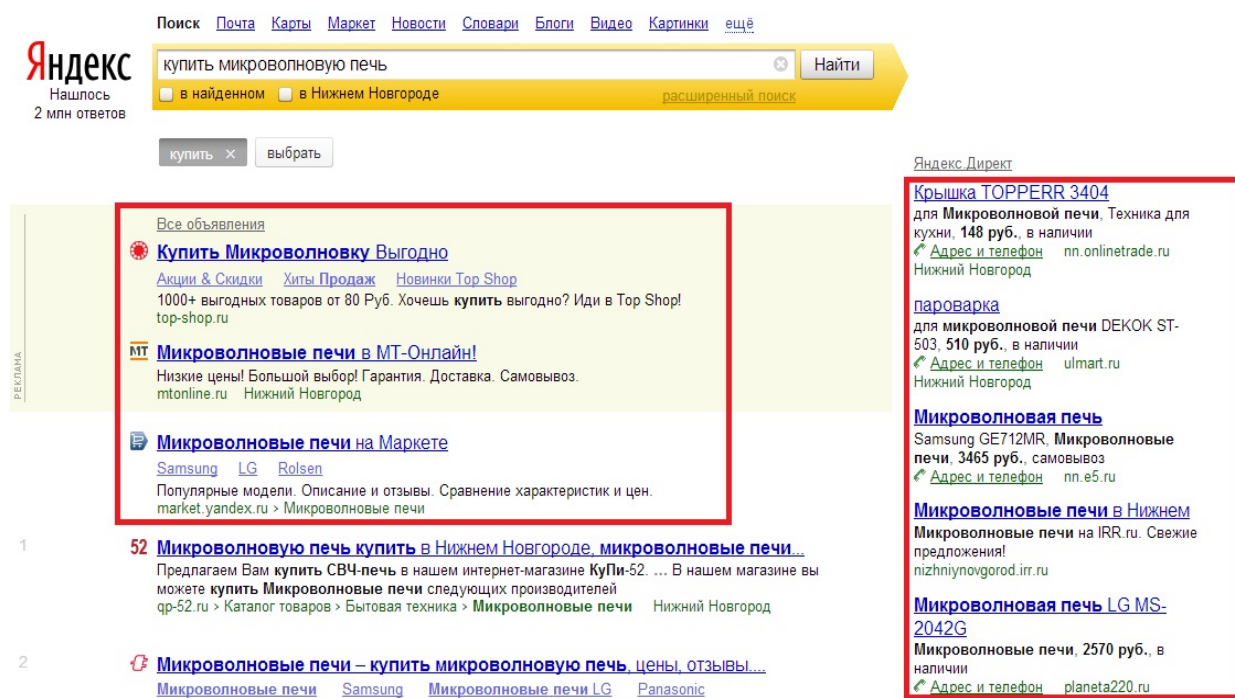 Поиск Почта Карты Маркет Новости Словари Блоги Видео Картинки ещё
Яндекс
Нашлось
2 млн ответов
купить микроволновую печь
Найти
в найденном в Нижнем Новгороде
расширенный поиск
купить × выбрать
РЕКЛАМА
Все объявления
Купить Микроволновку Выгодно
Акции & Скидки Хиты Продаж Новинки Top Shop
1000+ выгодных товаров от 80 Руб. Хочешь купить выгодно? Иди в Top Shop!
top-shop.ru
МТ Микроволновые печи в МТ-Онлайн!
Низкие цены! Большой выбор! Гарантия. Доставка. Самовывоз.
mtonline.ru Нижний Новгород
Микроволновые печи на Маркете
Samsung LG Rolsen
Популярные модели. Описание и отзывы. Сравнение характеристик и цен.
market.yandex.ru › Микроволновые печи
1 52 Микроволновую печь купить в Нижнем Новгороде, микроволновые печи...
Предлагаем Вам купить СВЧ-печь в нашем интернет-магазине КуПи-52. ... В нашем магазине вы
можете купить Микроволновые печи следующих производителей
qp-52.ru › Каталог товаров › Бытовая техника › Микроволновые печи Нижний Новгород
2 Микроволновые печи – купить микроволновую печь, цены, отзывы....
Микроволновые печи Samsung Микроволновые печи LG Panasonic
Яндекс.Директ
Крышка TOPPERR 3404
для Микроволновой печи, Техника для
кухни, 148 руб., в наличии
Адрес и телефон nn.onlinetrade.ru
Нижний Новгород
пароварка
для микроволновой печи DEKOK ST-
503, 510 руб., в наличии
Адрес и телефон ulmart.ru
Нижний Новгород
Микроволновая печь
Samsung GE712MR, Микроволновые
печи, 3465 руб., самовывоз
Адрес и телефон nn.e5.ru
Микроволновые печи в Нижнем
Микроволновые печи на IRR.ru. Свежие
предложения!
nizhniynovgorod.irr.ru
Микроволновая печь LG MS-
2042G
Микроволновые печи, 2570 руб., в
наличии
Адрес и телефон planeta220.ru